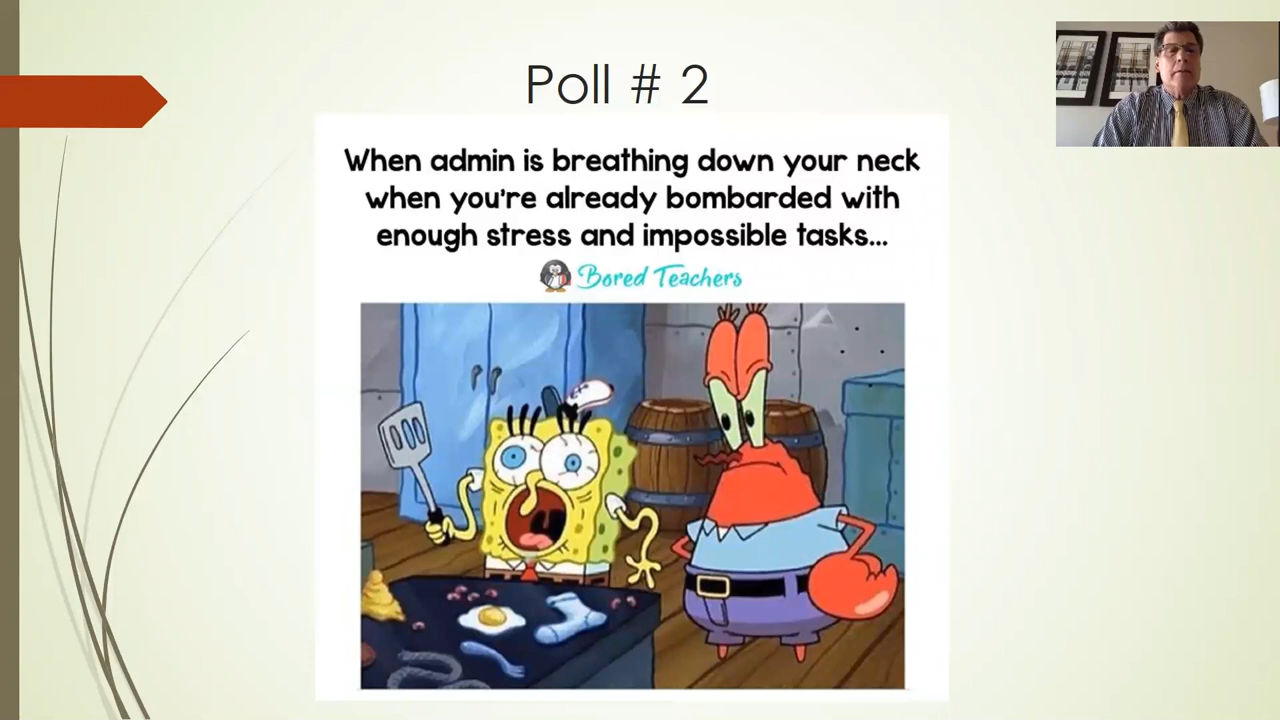 Poll # 2
When admin is breathing down your neck
when you're already bombarded with
enough stress and impossible tasks...
Bored Teachers